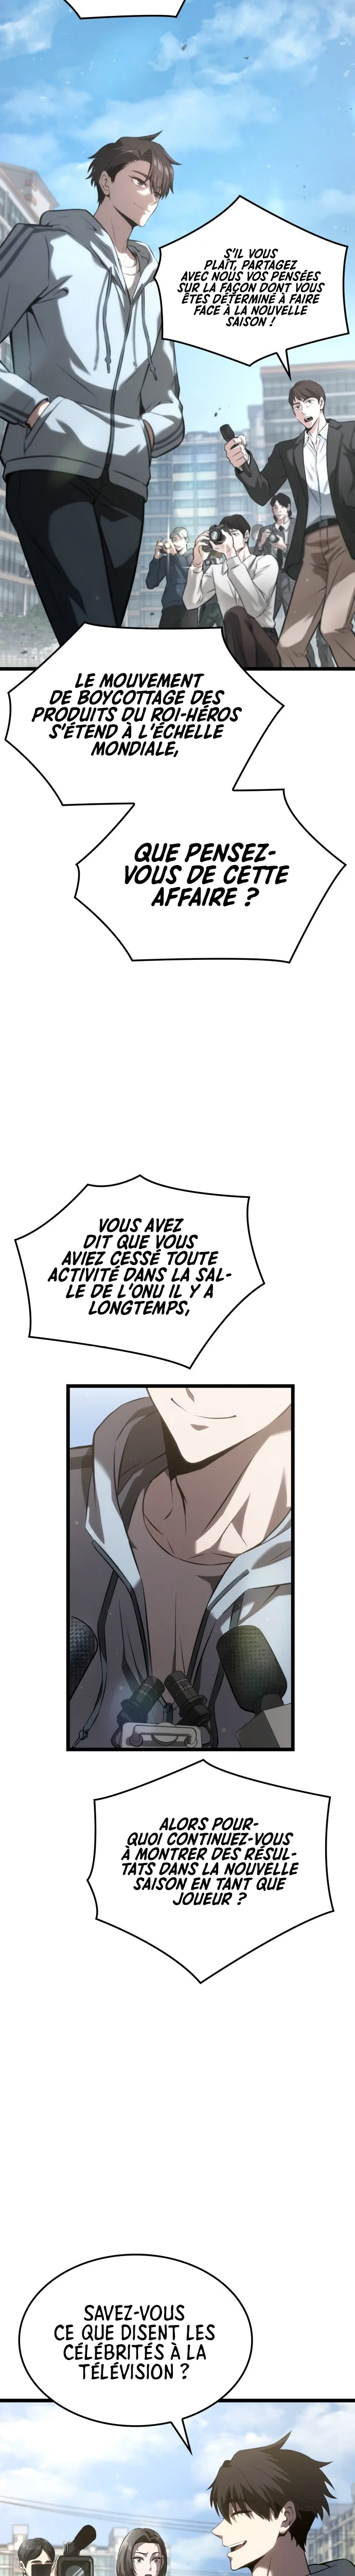 S'IL VOUS
PLAÎT, PARTAGEZ
AVEC NOUS VOS PENSÉES
SUR LA FAÇON DONT VOUS
ÊTES DÉTERMINÉ À FAIRE
FACE À LA NOUVELLE
SAISON !
LE MOUVEMENT
DE BOYCOTTAGE DES
PRODUITS DU ROI-HÉROS
S'ÉTEND À L'ÉCHELLE
MONDIALE,
QUE PENSEZ-
VOUS DE CETTE
AFFAIRE ?
VOUS AVEZ
DIT QUE VOUS
AVIEZ CESSÉ TOUTE
ACTIVITÉ DANS LA SAL-
LE DE L'ONU IL Y A
LONGTEMPS,
ALORS POUR-
QUOI CONTINUEZ-VOUS
À MONTRER DES RÉSUL-
TATS DANS LA NOUVELLE
SAISON EN TANT QUE
JOUEUR ?
SAVEZ-VOUS
CE QUE DISENT LES
CÉLÉBRITÉS À LA
TÉLÉVISION ?